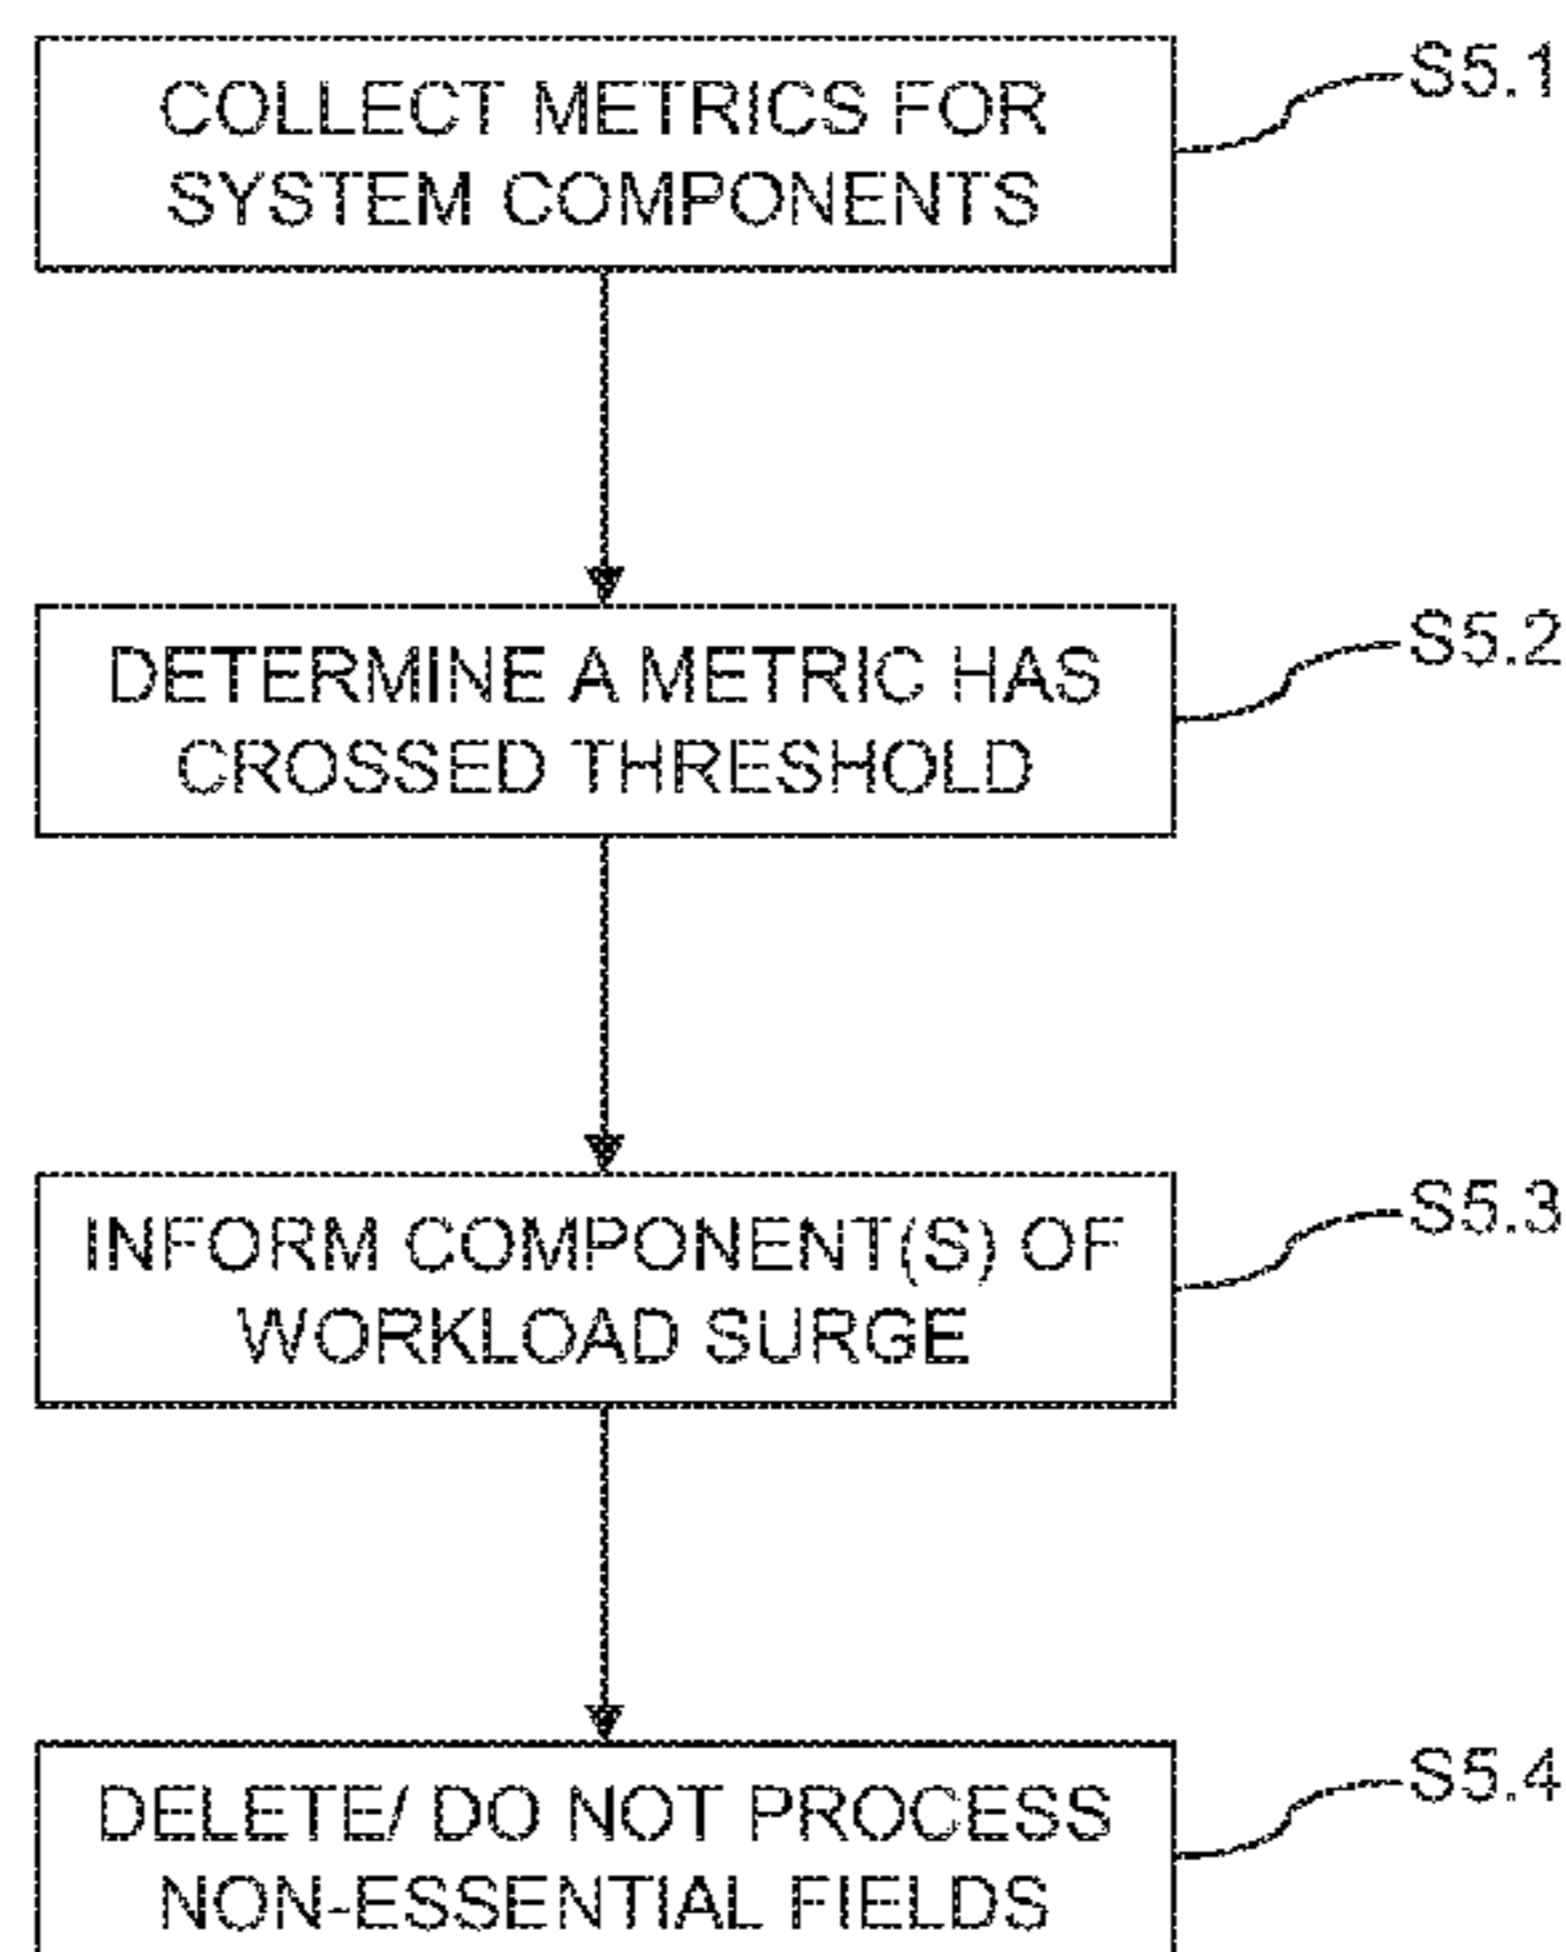 COLLECT METRICS FOR
SYSTEM COMPONENTS
S5.1
DETERMINE A METRIC HAS
CROSSED THRESHOLD
S5.2
INFORM COMPONENT(S) OF
WORKLOAD SURGE
S5.3
DELETE/ DO NOT PROCESS
NON-ESSENTIAL FIELDS
S5.4